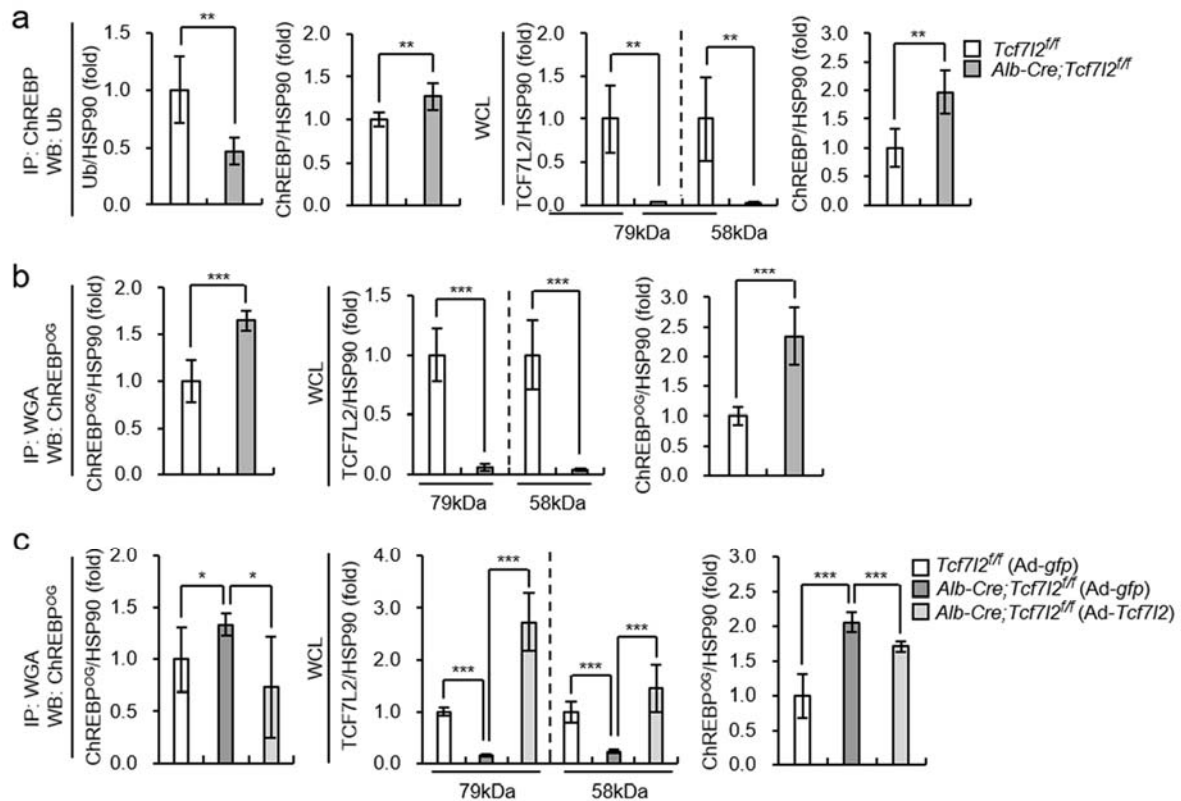 a
IP: ChREBP
WB: Ub
Ub/HSP90 (fold)
1.5
1.0
0.5
0.0
**
ChREBP/HSP90 (fold)
2.0
1.5
1.0
0.5
0.0
**
WCL
TCF7L2/HSP90 (fold)
2.0
1.5
1.0
0.5
0.0
**
**
79kDa
58kDa
ChREBP/HSP90 (fold)
3.0
2.5
2.0
1.5
1.0
0.5
0.0
**
Tcf7l2f/f
Alb-Cre;Tcf7l2f/f
b
IP: WGA
WB: ChREBPOG
ChREBPOG/HSP90 (fold)
2.0
1.5
1.0
0.5
0.0
***
WCL
TCF7L2/HSP90 (fold)
1.5
1.0
0.5
0.0
***
***
79kDa
58kDa
ChREBPOG/HSP90 (fold)
3.0
2.5
2.0
1.5
1.0
0.5
0.0
***
c
IP: WGA
WB: ChREBPOG
ChREBPOG/HSP90 (fold)
2.0
1.5
1.0
0.5
0.0
*
*
WCL
TCF7L2/HSP90 (fold)
4.0
3.0
2.0
1.0
0.0
***
***
***
***
79kDa
58kDa
ChREBPOG/HSP90 (fold)
3.0
2.5
2.0
1.5
1.0
0.5
0.0
***
***
Tcf7l2f/f (Ad-gfp)
Alb-Cre;Tcf7l2f/f (Ad-gfp)
Alb-Cre;Tcf7l2f/f (Ad-Tcf7l2)